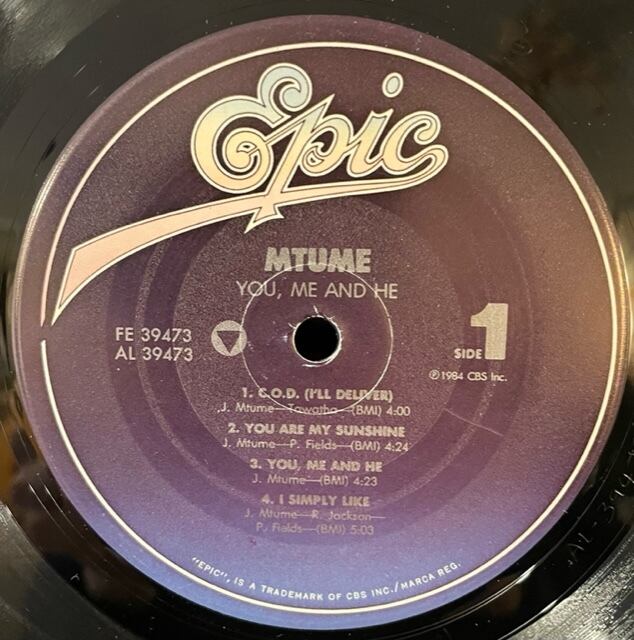 Epic
MTUME
YOU, ME AND HE
FE 39473
AL 39473
SIDE 1
℗ 1984 CBS Inc.
1. C.O.D. (I'LL DELIVER)
J. Mtume—Tawatha—(BMI) 4:00
2. YOU ARE MY SUNSHINE
J. Mtume—P. Fields—(BMI) 4:24
3. YOU, ME AND HE
J. Mtume—(BMI) 4:23
4. I SIMPLY LIKE
J. Mtume—R. Jackson—
P. Fields—(BMI) 5:03
"EPIC", IS A TRADEMARK OF CBS INC./MARCA REG.